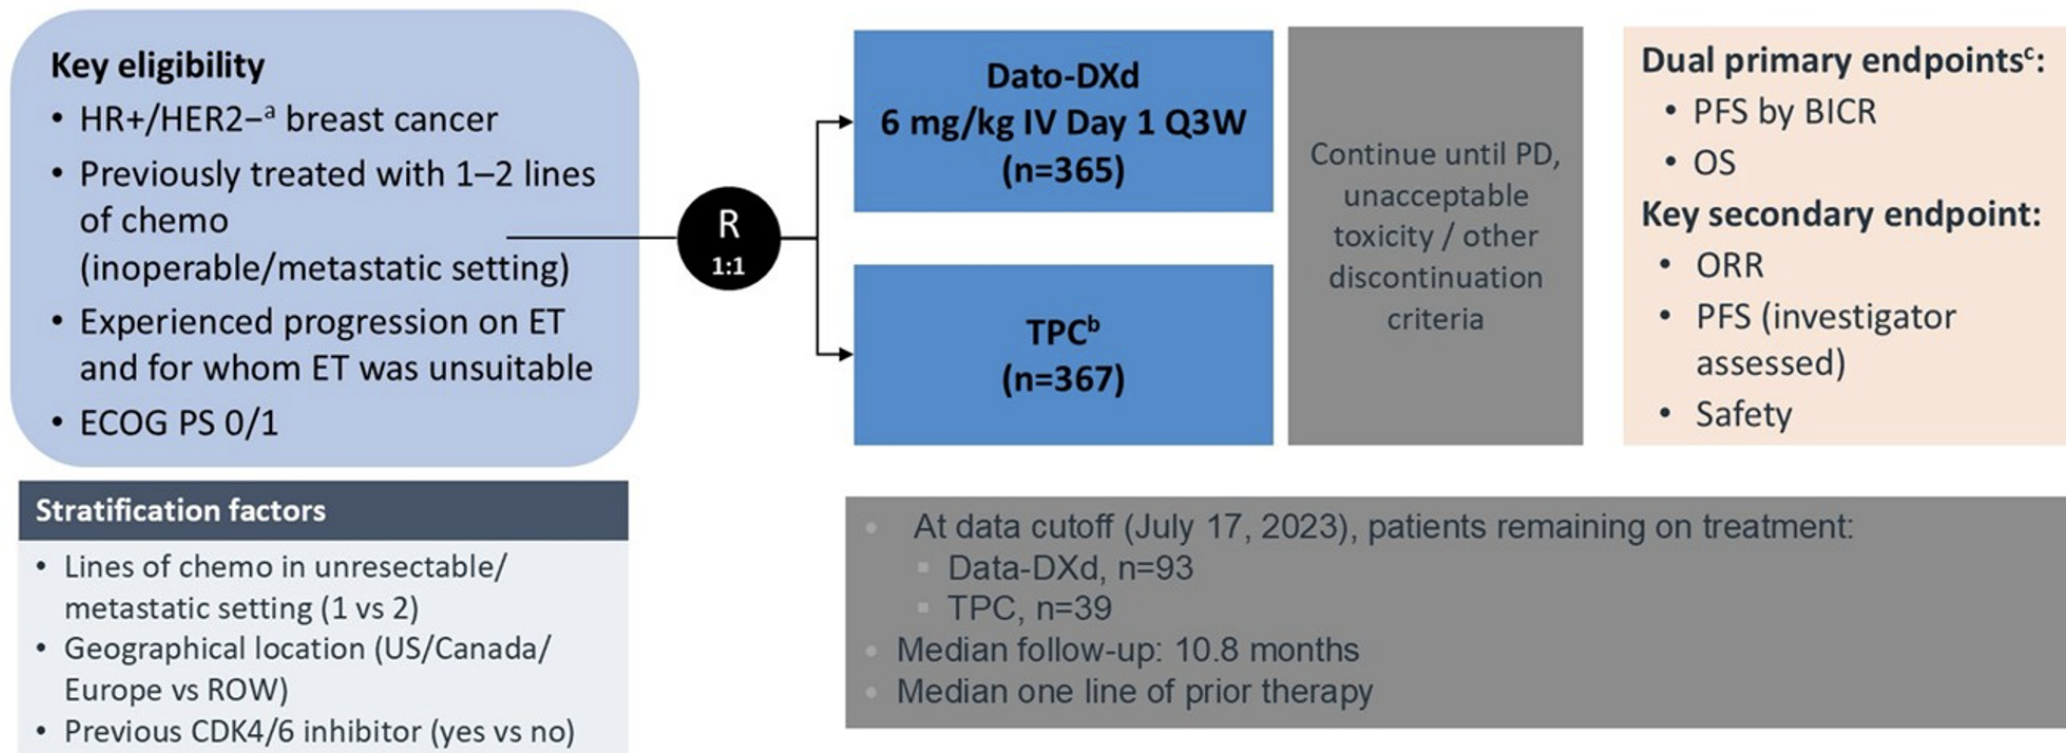 Key eligibility
• HR+/HER2−ᵃ breast cancer
• Previously treated with 1–2 lines
of chemo
(inoperable/metastatic setting)
• Experienced progression on ET
and for whom ET was unsuitable
• ECOG PS 0/1
Stratification factors
• Lines of chemo in unresectable/
metastatic setting (1 vs 2)
• Geographical location (US/Canada/
Europe vs ROW)
• Previous CDK4/6 inhibitor (yes vs no)
R
1:1
Dato-DXd
6 mg/kg IV Day 1 Q3W
(n=365)
TPCᵇ
(n=367)
Continue until PD,
unacceptable
toxicity / other
discontinuation
criteria
Dual primary endpointsᶜ:
• PFS by BICR
• OS
Key secondary endpoint:
• ORR
• PFS (investigator
assessed)
• Safety
• At data cutoff (July 17, 2023), patients remaining on treatment:
▪ Data-DXd, n=93
▪ TPC, n=39
• Median follow-up: 10.8 months
• Median one line of prior therapy